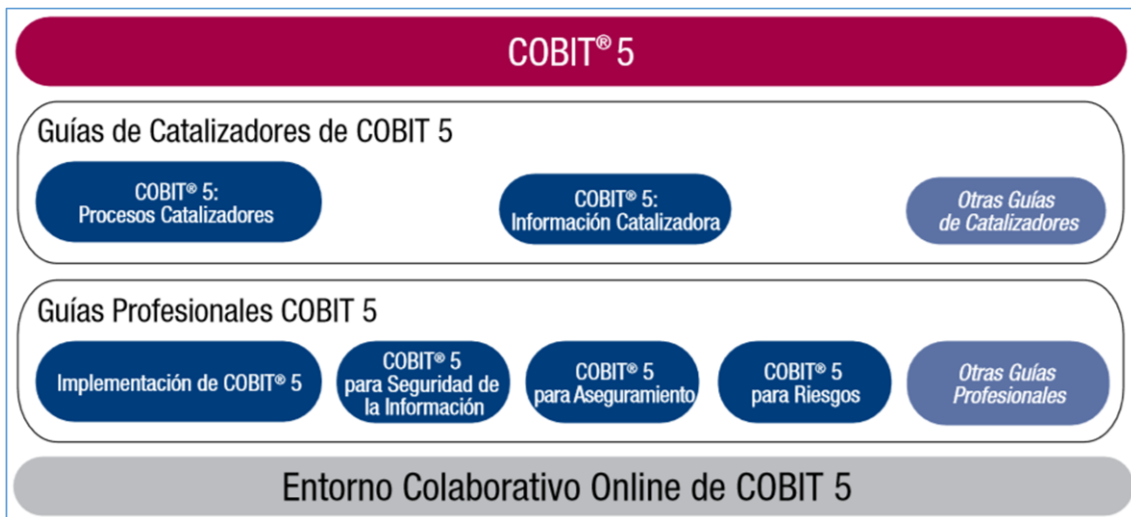 COBIT® 5
Guías de Catalizadores de COBIT 5
COBIT® 5:
Procesos Catalizadores
COBIT® 5:
Información Catalizadora
Otras Guías
de Catalizadores
Guías Profesionales COBIT 5
Implementación de COBIT® 5
COBIT® 5
para Seguridad de
la Información
COBIT® 5
para Aseguramiento
COBIT® 5
para Riesgos
Otras Guías
Profesionales
Entorno Colaborativo Online de COBIT 5